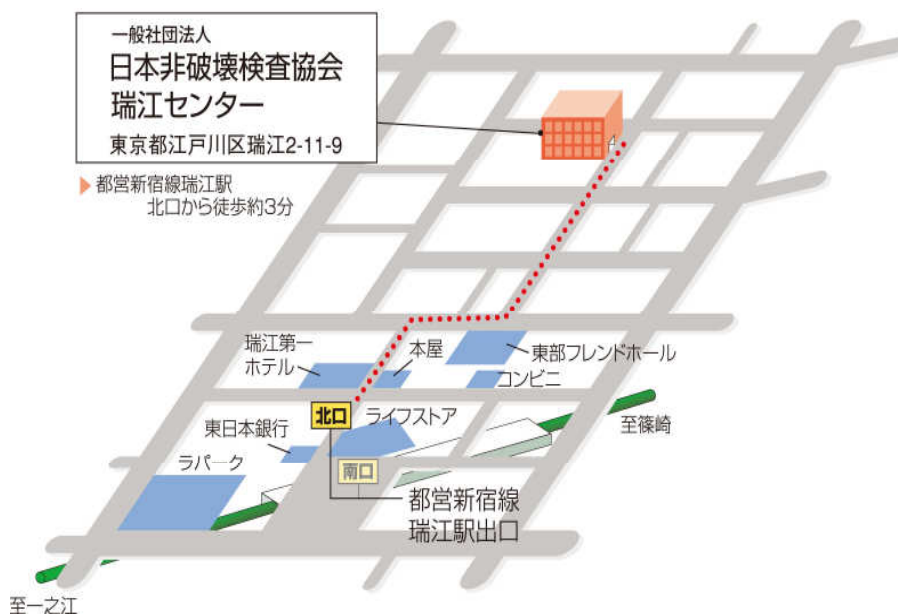 一般社団法人
日本非破壊検査協会
瑞江センター
東京都江戸川区瑞江2-11-9
都営新宿線瑞江駅
北口から徒歩約3分
瑞江第一
ホテル
本屋
東部フレンドホール
コンビニ
北口
ライフストア
至篠崎
東日本銀行
ラパーク
南口
都営新宿線
瑞江駅出口
至一之江